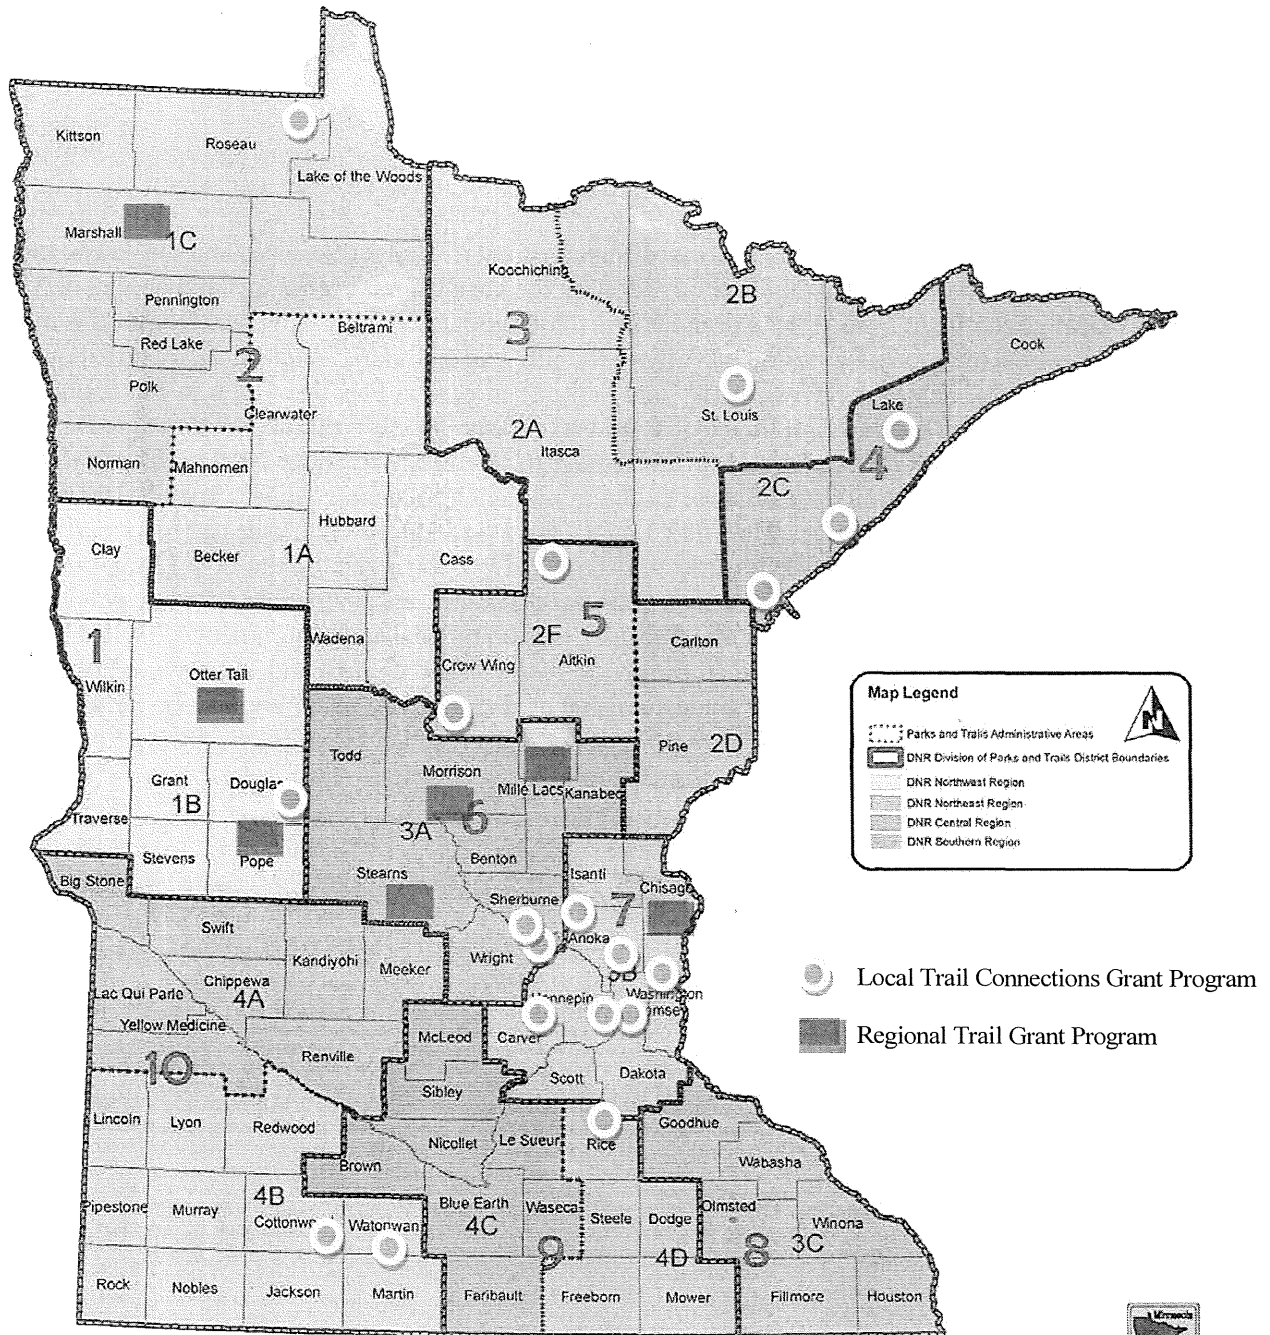 Kittson
Roseau
Lake of the Woods
Marshall
1C
Koochiching
2B
Pennington
Beltrami
3
Red Lake
Cook
2
Polk
Clearwater
Lake
St. Louis
2A
Itasca
Norman
Mahnomen
4
2C
Hubbard
Clay
Becker
1A
Cass
5
2F
Wadena
Carlton
1
Crow Wing
Aitkin
Otter Tail
Wilkin
Map Legend
N
Parks and Trails Administrative Areas
DNR Division of Parks and Trails District Boundaries
DNR Northwest Region
DNR Northeast Region
DNR Central Region
DNR Southern Region
Todd
Pine
2D
Morrison
Grant
Douglas
Mille Lacs
Kanabec
1B
Traverse
6
3A
Stevens
Pope
Benton
Big Stone
Stearns
Isanti
Chisago
Sherburne
7
Swift
Anoka
Wright
Kandiyohi
Meeker
Chippewa
Lac Qui Parle
4A
Washington
Local Trail Connections Grant Program
Yellow Medicine
McLeod
Carver
Regional Trail Grant Program
Renville
10
Scott
Dakota
Sibley
Lincoln
Lyon
Redwood
Goodhue
Nicollet
Le Sueur
Rice
Brown
Wabasha
4B
Pipestone
Murray
Blue Earth
Waseca
Olmsted
Watonwan
4C
Steele
Dodge
Winona
3C
9
4D
8
Rock
Nobles
Jackson
Martin
Faribault
Freeborn
Mower
Fillmore
Houston
Minnesota